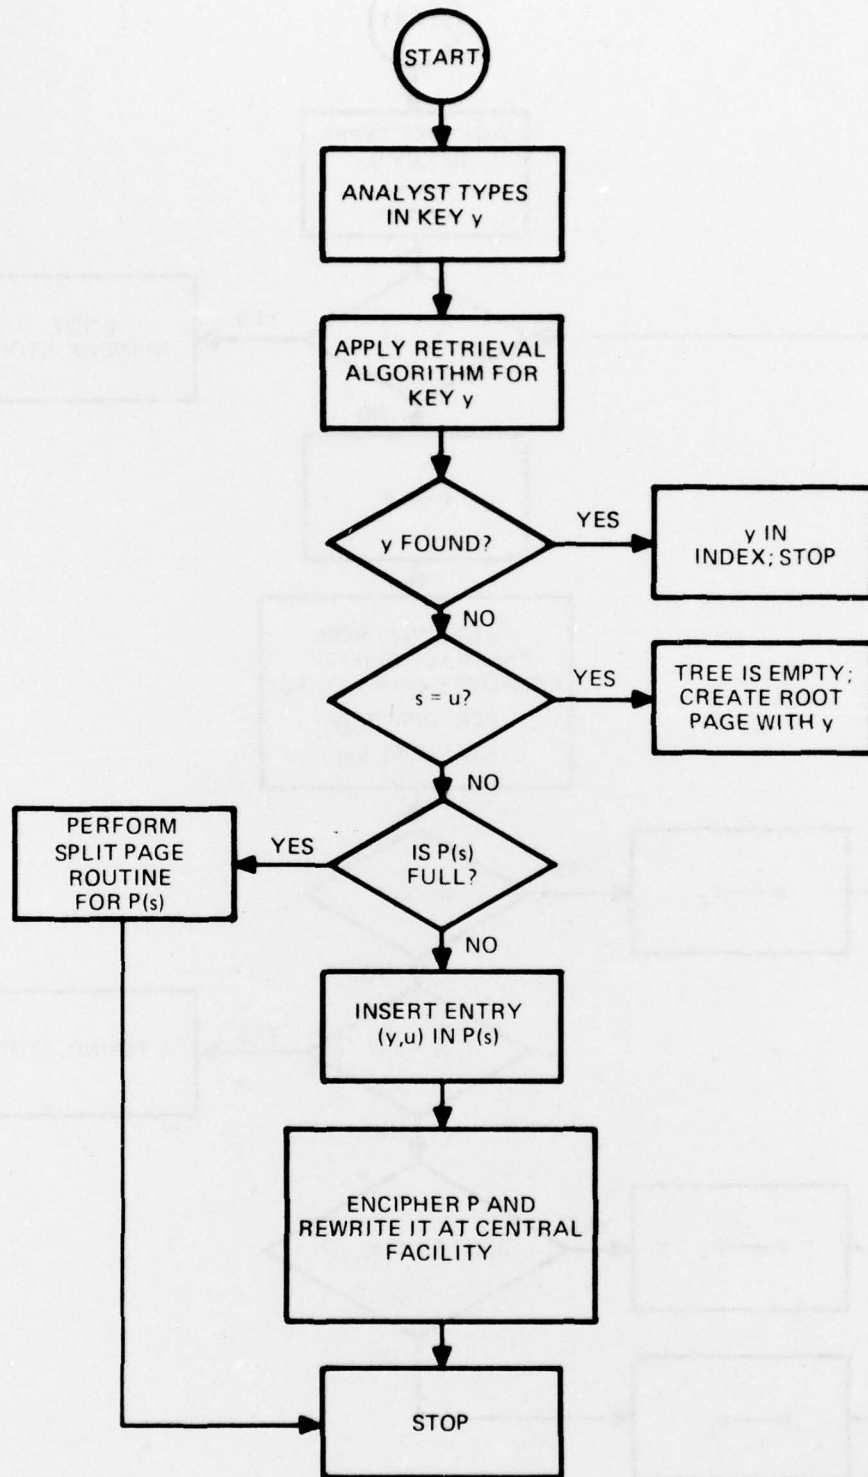 START
ANALYST TYPES
IN KEY y
APPLY RETRIEVAL
ALGORITHM FOR
KEY y
y FOUND?
YES
y IN
INDEX; STOP
NO
s = u?
YES
TREE IS EMPTY;
CREATE ROOT
PAGE WITH y
NO
IS P(s)
FULL?
YES
PERFORM
SPLIT PAGE
ROUTINE
FOR P(s)
NO
INSERT ENTRY
(y,u) IN P(s)
ENCIPHER P AND
REWRITE IT AT CENTRAL
FACILITY
STOP